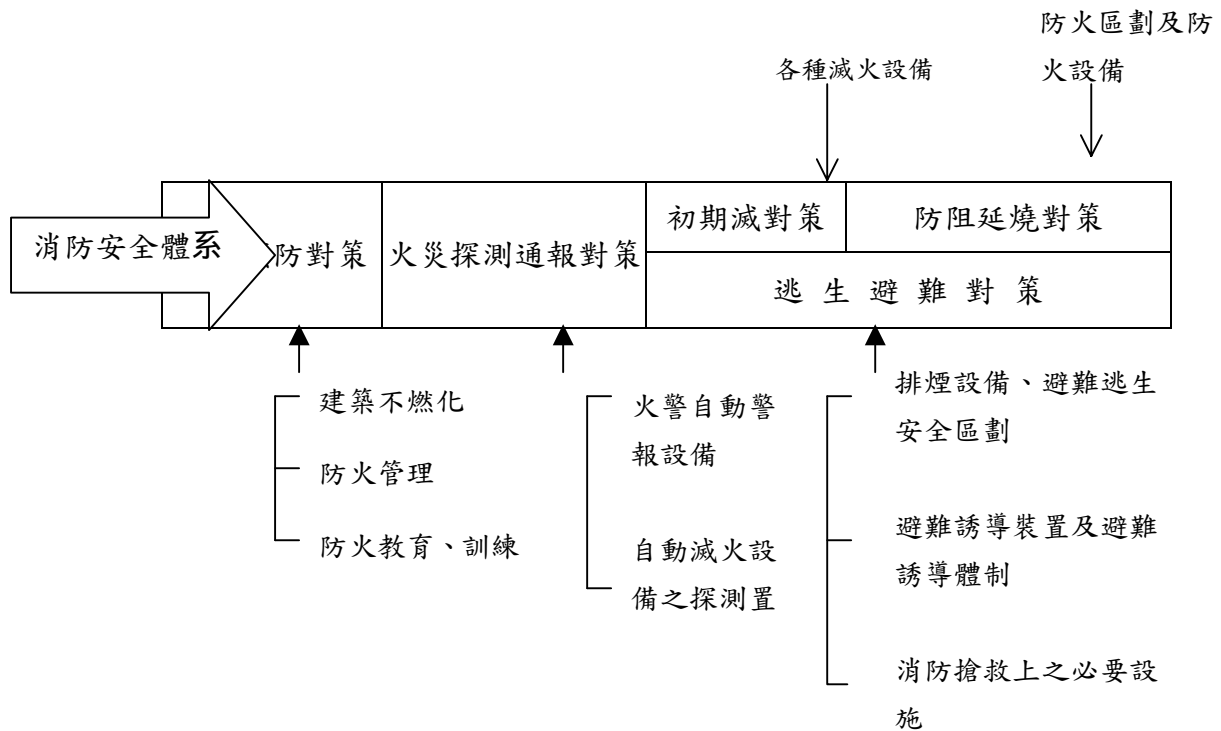 防火區劃及防
火設備
各種滅火設備
消防安全體系
防對策
火災探測通報對策
初期滅對策
防阻延燒對策
逃生避難對策
建築不燃化
防火管理
防火教育、訓練
火警自動警
報設備
自動滅火設
備之探測置
排煙設備、避難逃生
安全區劃
避難誘導裝置及避難
誘導體制
消防搶救上之必要設
施